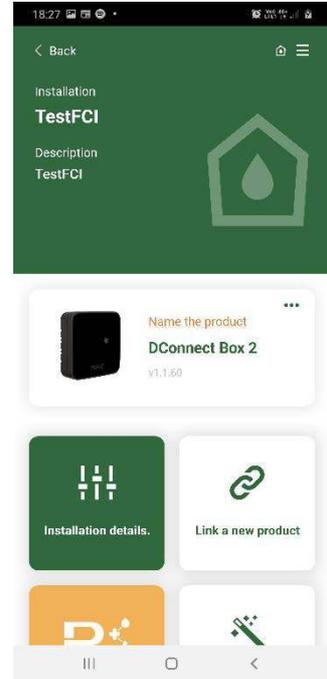 18:27
Back
Installation
TestFCI
Description
TestFCI
Name the product
DConnect Box 2
v1.1.60
Installation details.
Link a new product